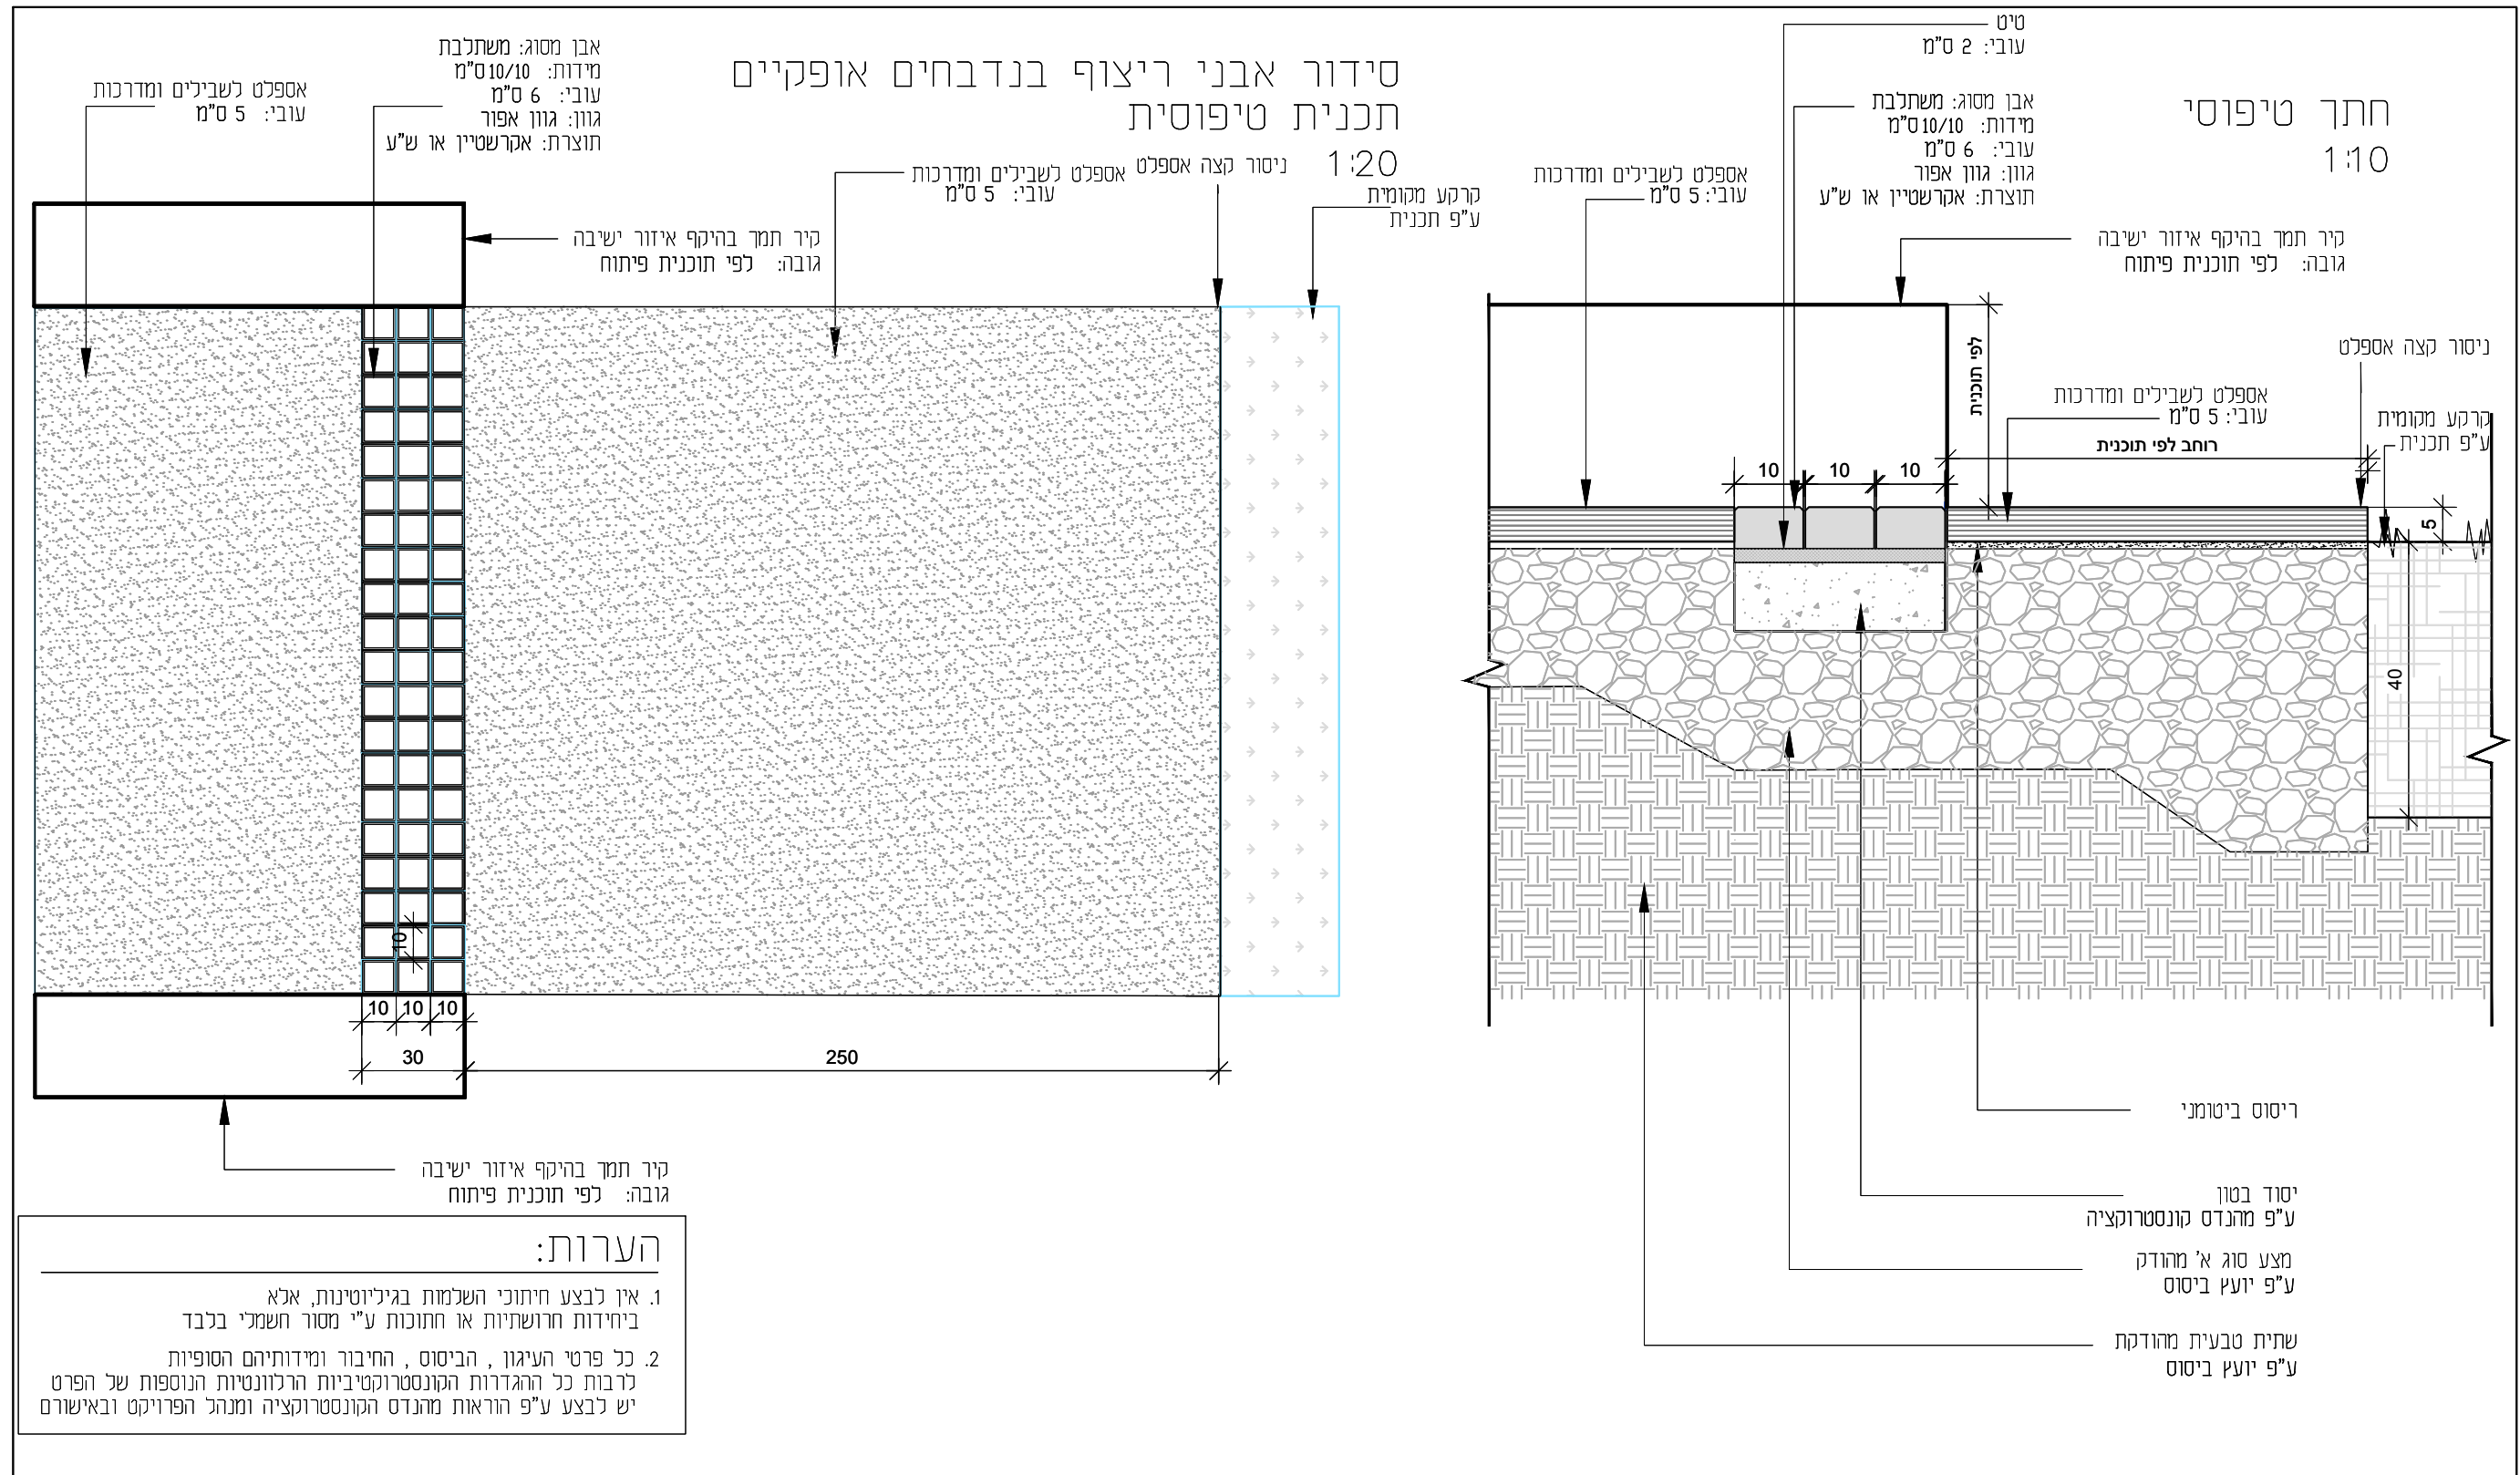 סידור אבני ריצוף בנדבחים אופקיים
תכנית טיפוסית
1:20
אבן מסוג: משתלבת
מידות: 10/10 ס"מ
עובי: 6 ס"מ
גוון: גוון אפור
תוצרת: אקרשטיין או ש"ע
אספלט לשבילים ומדרכות
עובי: 5 ס"מ
קיר תמך בהיקף איזור ישיבה
גובה: לפי תוכנית פיתוח
אספלט לשבילים ומדרכות
עובי: 5 ס"מ
ניסור קצה אספלט
קרקע מקומית
ע"פ תכנית
10
10 10 10
30
250
קיר תמך בהיקף איזור ישיבה
גובה: לפי תוכנית פיתוח
חתך טיפוסי
1:10
טיט
עובי: 2 ס"מ
אבן מסוג: משתלבת
מידות: 10/10 ס"מ
עובי: 6 ס"מ
גוון: גוון אפור
תוצרת: אקרשטיין או ש"ע
אספלט לשבילים ומדרכות
עובי: 5 ס"מ
קיר תמך בהיקף איזור ישיבה
גובה: לפי תוכנית פיתוח
לפי תוכנית
ניסור קצה אספלט
אספלט לשבילים ומדרכות
עובי: 5 ס"מ
קרקע מקומית
ע"פ תכנית
רוחב לפי תוכנית
10 10 10
5
40
ריסוס ביטומני
יסוד בטון
ע"פ מהנדס קונסטרוקציה
מצע סוג א' מהודק
ע"פ יועץ ביסוס
שתית טבעית מהודקת
ע"פ יועץ ביסוס
הערות:
1. אין לבצע חיתוכי השלמות בגיליוטינות, אלא
ביחידות חרושתיות או חתוכות ע"י מסור חשמלי בלבד
2. כל פרטי העיגון , הביסוס , החיבור ומידותיהם הסופיות
לרבות כל ההגדרות הקונסטרוקטיביות הרלוונטיות הנוספות של הפרט
יש לבצע ע"פ הוראות מהנדס הקונסטרוקציה ומנהל הפרויקט ובאישורם